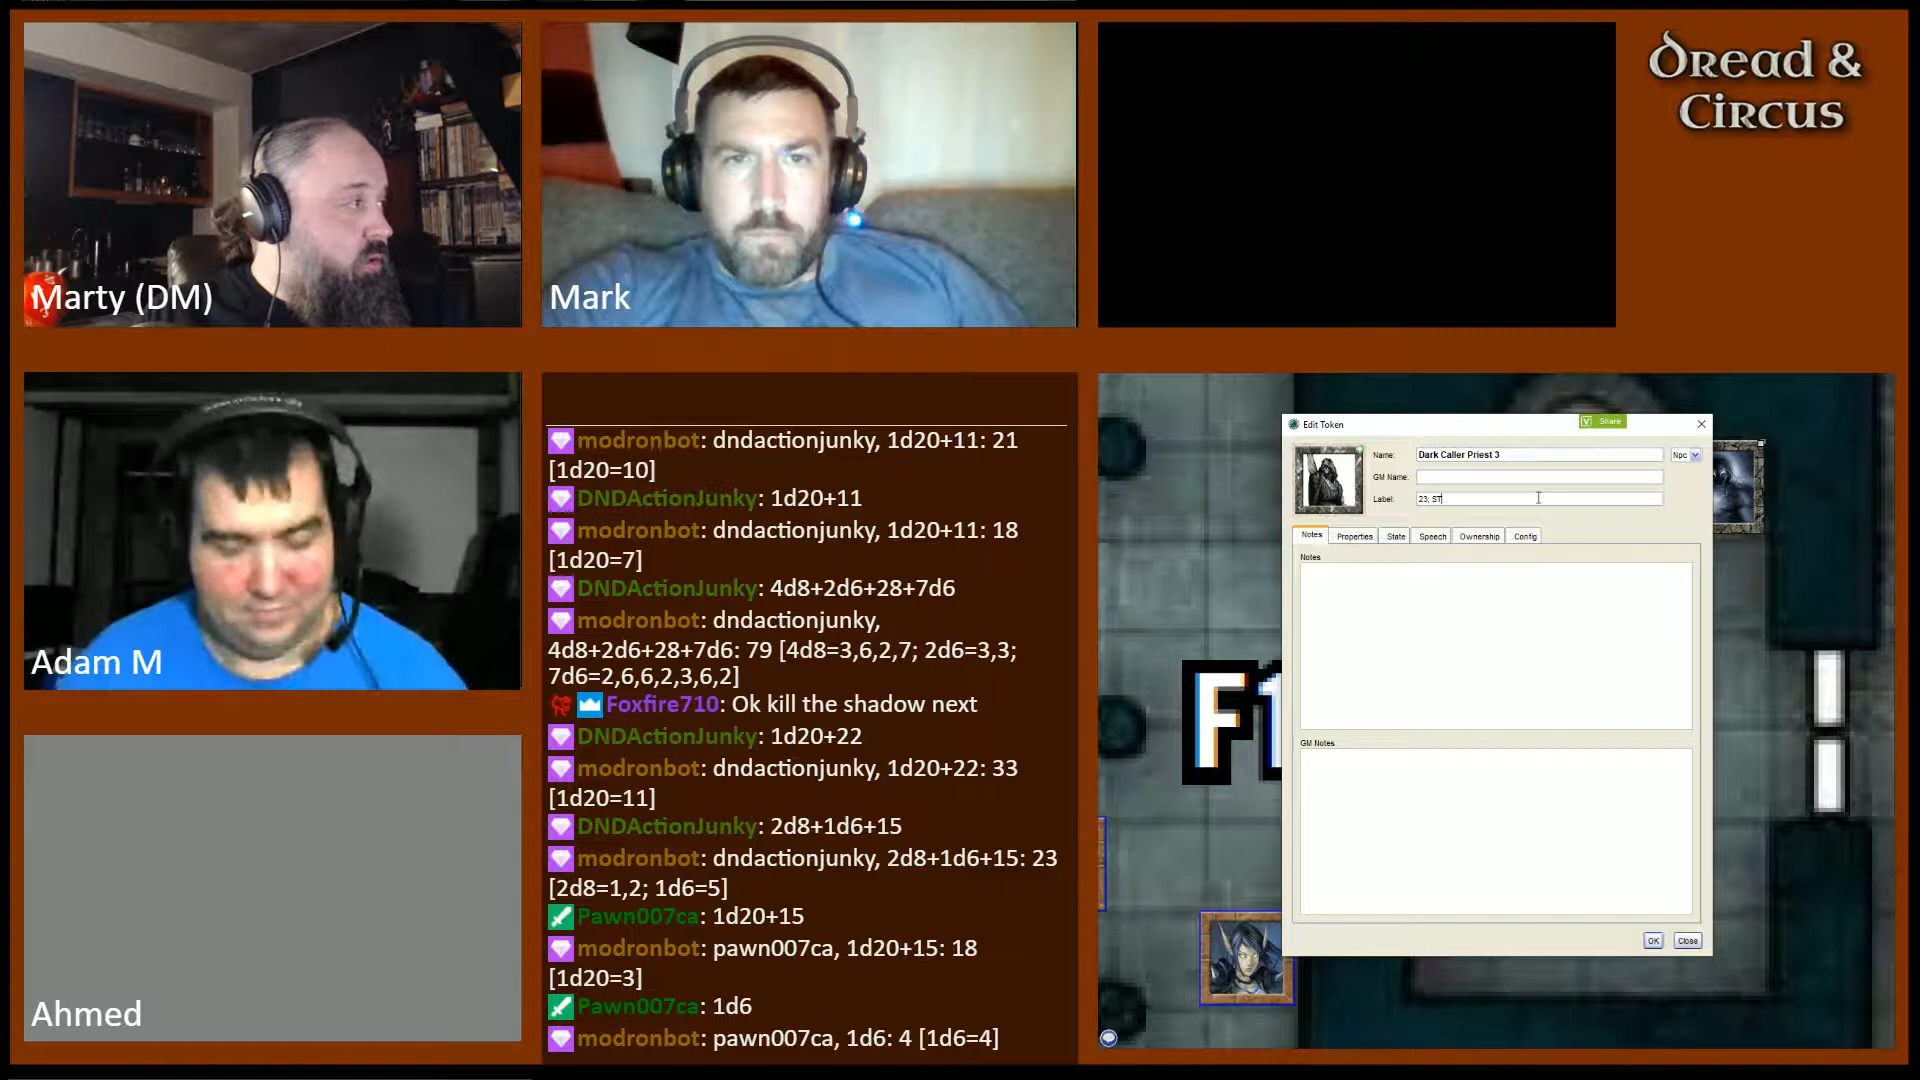 Dread &
Circus
Marty (DM)
Mark
Adam M
Ahmed
modronbot: dndactionjunky, 1d20+11: 21
[1d20=10]
DNDActionJunky: 1d20+11
modronbot: dndactionjunky, 1d20+11: 18
[1d20=7]
DNDActionJunky: 4d8+2d6+28+7d6
modronbot: dndactionjunky,
4d8+2d6+28+7d6: 79 [4d8=3,6,2,7; 2d6=3,3;
7d6=2,6,6,2,3,6,2]
Foxfire710: Ok kill the shadow next
DNDActionJunky: 1d20+22
modronbot: dndactionjunky, 1d20+22: 33
[1d20=11]
DNDActionJunky: 2d8+1d6+15
modronbot: dndactionjunky, 2d8+1d6+15: 23
[2d8=1,2; 1d6=5]
Pawn007ca: 1d20+15
modronbot: pawn007ca, 1d20+15: 18
[1d20=3]
Pawn007ca: 1d6
modronbot: pawn007ca, 1d6: 4 [1d6=4]
Edit Token
V Share
Name: Dark Caller Priest 3 Npc
GM Name:
Label: 23; ST
Notes Properties State Speech Ownership Config
Notes
GM Notes
OK Close